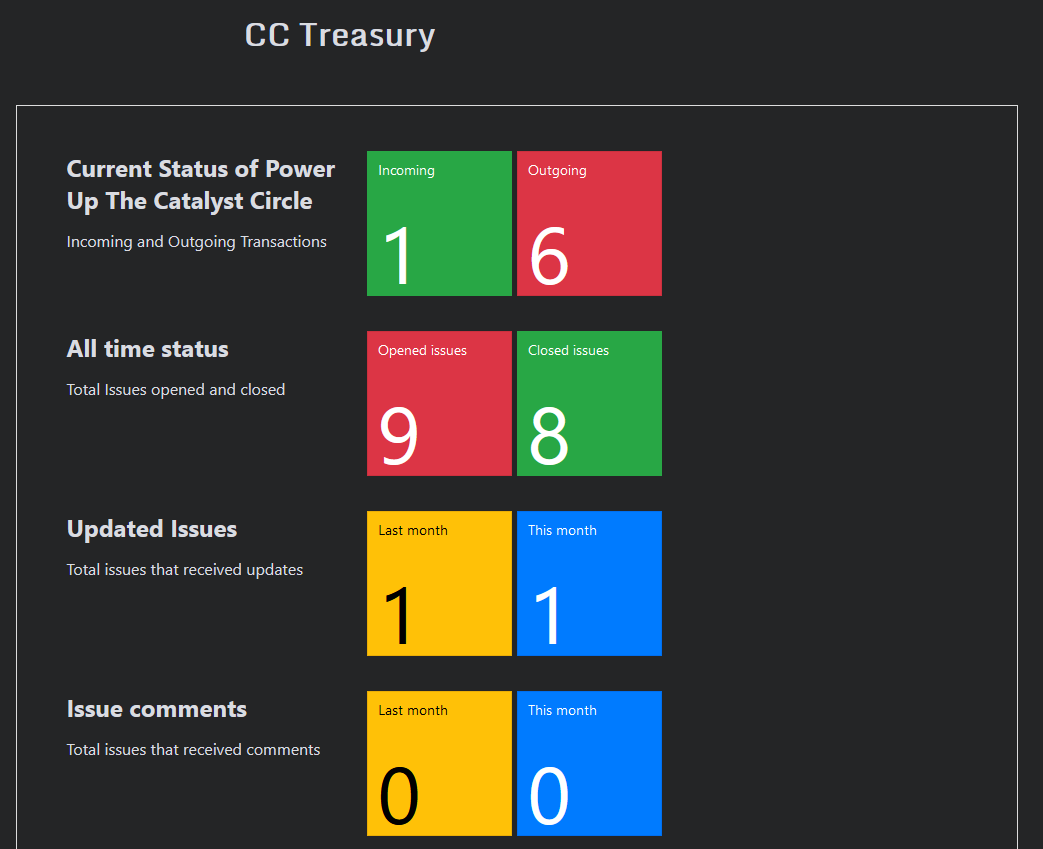 CC Treasury
Current Status of Power
Up The Catalyst Circle
Incoming and Outgoing Transactions
Incoming
1
Outgoing
6
All time status
Total Issues opened and closed
Opened issues
9
Closed issues
8
Updated Issues
Total issues that received updates
Last month
1
This month
1
Issue comments
Total issues that received comments
Last month
0
This month
0